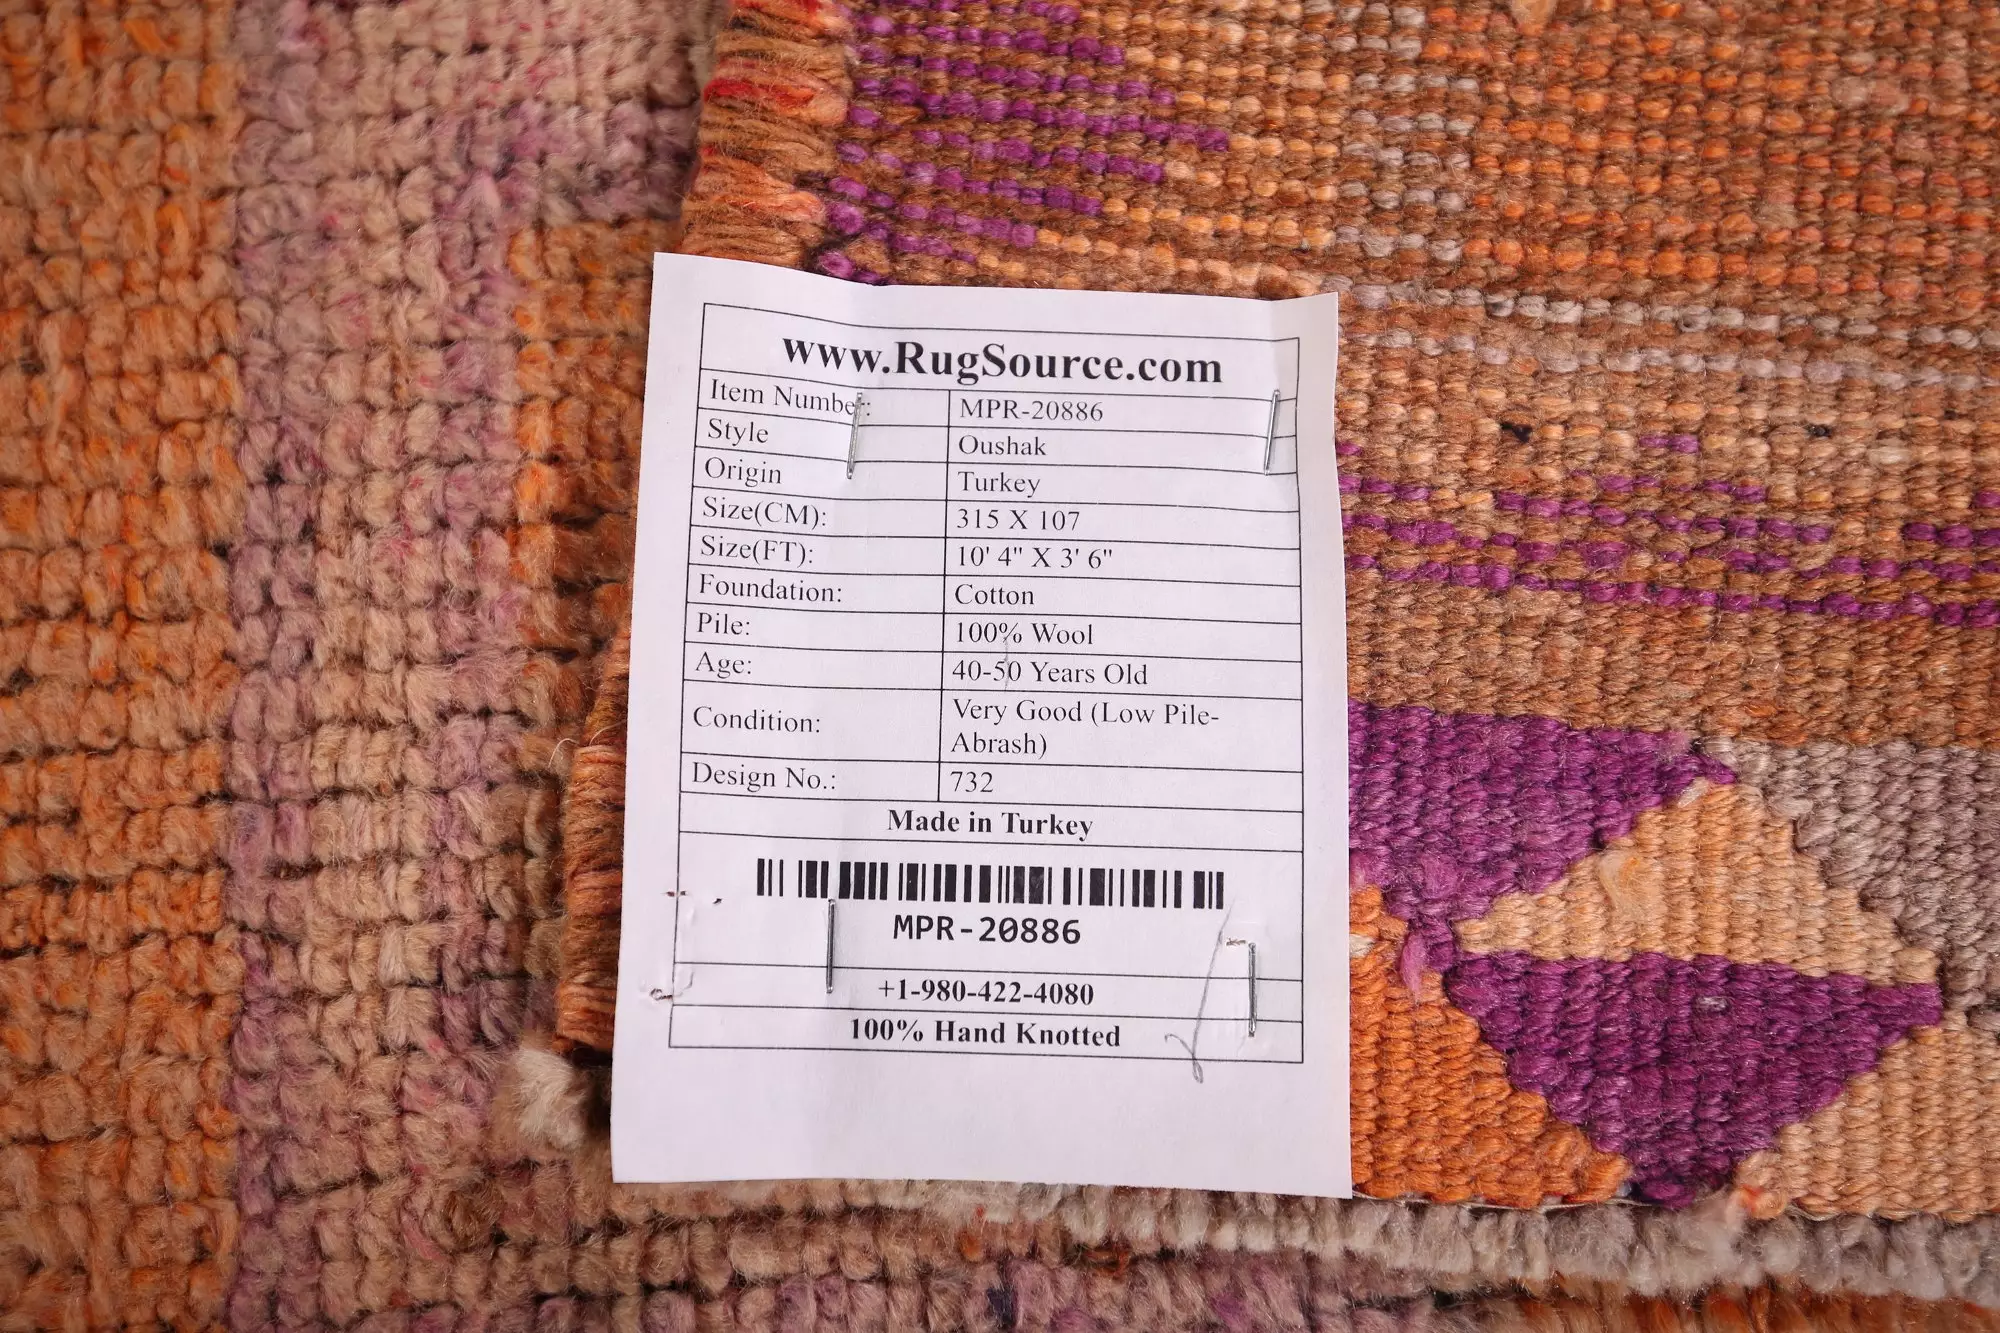 www.RugSource.com
Item Number: MPR-20886
Style Oushak
Origin Turkey
Size(CM): 315 X 107
Size(FT): 10' 4" X 3' 6"
Foundation: Cotton
Pile: 100% Wool
Age: 40-50 Years Old
Condition: Very Good (Low Pile-
Abrash)
Design No.: 732
Made in Turkey
MPR-20886
+1-980-422-4080
100% Hand Knotted